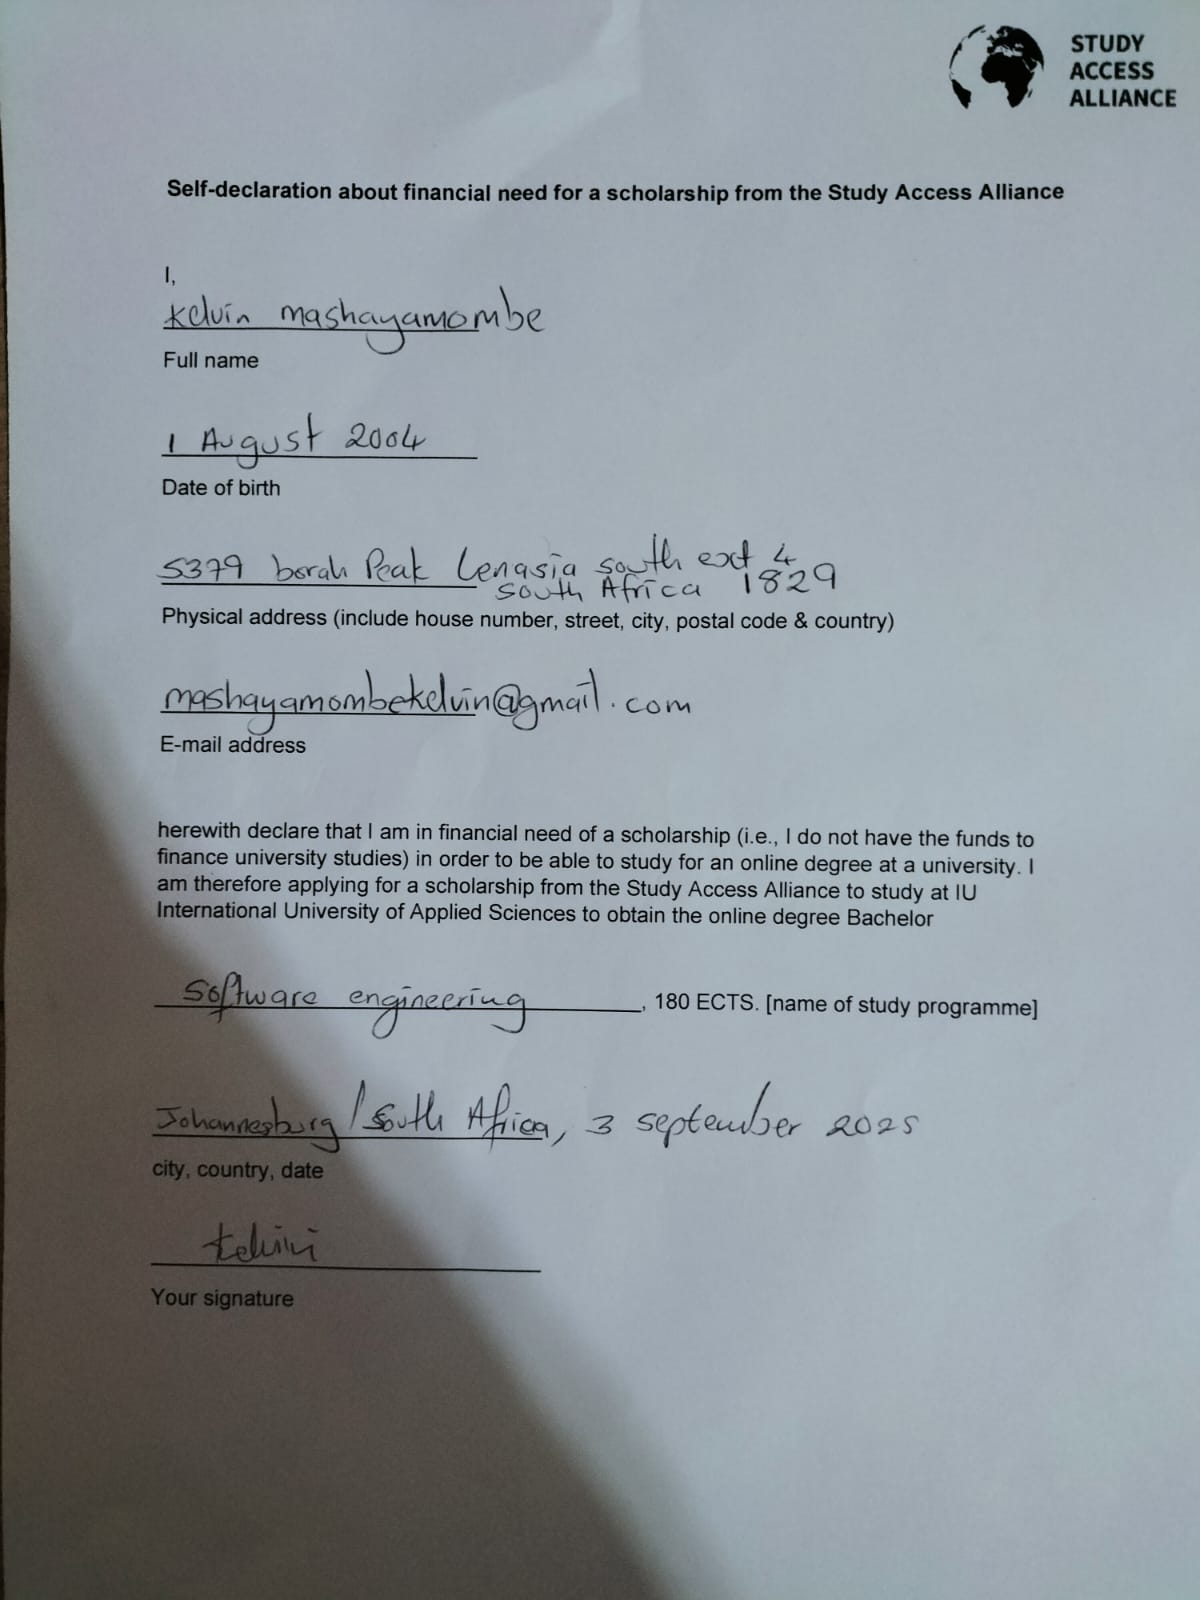 STUDY
ACCESS
ALLIANCE
Self-declaration about financial need for a scholarship from the Study Access Alliance
I,
Kelvin mashayamombe
Full name
1 August 2004
Date of birth
5379 borah Peak Lenasia south ext 4
South Africa 1829
Physical address (include house number, street, city, postal code & country)
mashayamombekelvin@gmail.com
E-mail address
herewith declare that I am in financial need of a scholarship (i.e., I do not have the funds to
finance university studies) in order to be able to study for an online degree at a university. I
am therefore applying for a scholarship from the Study Access Alliance to study at IU
International University of Applied Sciences to obtain the online degree Bachelor
Software engineering, 180 ECTS. [name of study programme]
Johannesburg / South Africa, 3 september 2025
city, country, date
Kelvin
Your signature